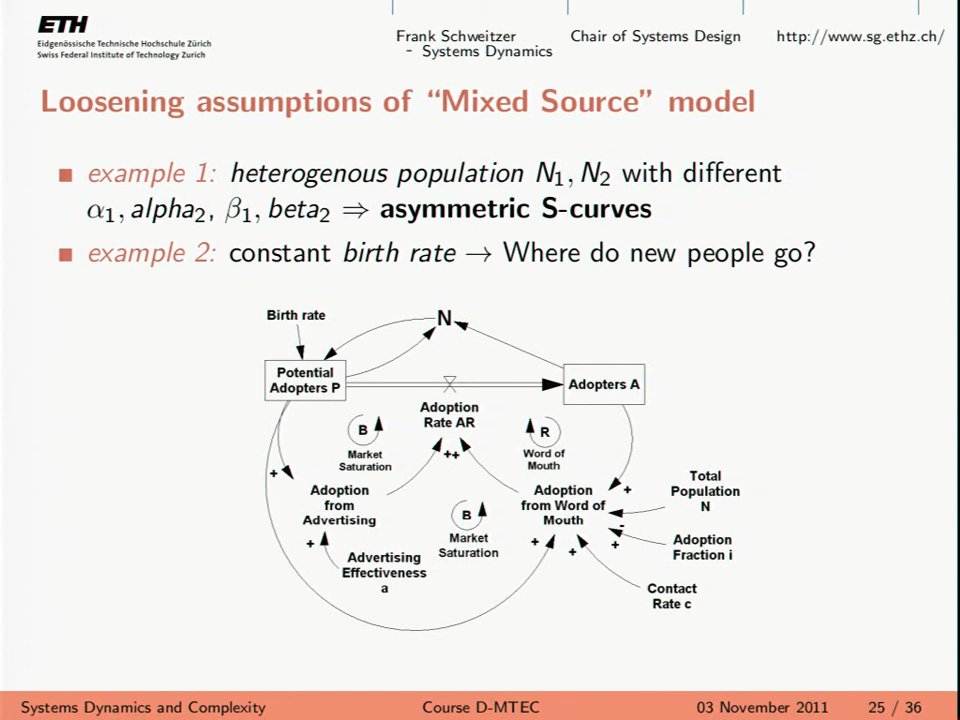 ETH
Eidgenössische Technische Hochschule Zürich
Swiss Federal Institute of Technology Zurich
Frank Schweitzer
- Systems Dynamics
Chair of Systems Design
http://www.sg.ethz.ch/
Loosening assumptions of “Mixed Source” model
example 1: heterogenous population N₁, N₂ with different
α₁, alpha₂, β₁, beta₂ ⇒ asymmetric S-curves
example 2: constant birth rate → Where do new people go?
Birth rate
N
Potential
Adopters P
Adopters A
Adoption
Rate AR
B
Market
Saturation
R
Word of
Mouth
+
++
Adoption
from
Advertising
B
Market
Saturation
Adoption
from Word of
Mouth
+
Total
Population
N
-
+
Adoption
Fraction i
+
Advertising
Effectiveness
a
+
+
Contact
Rate c
Systems Dynamics and Complexity
Course D-MTEC
03 November 2011
25 / 36